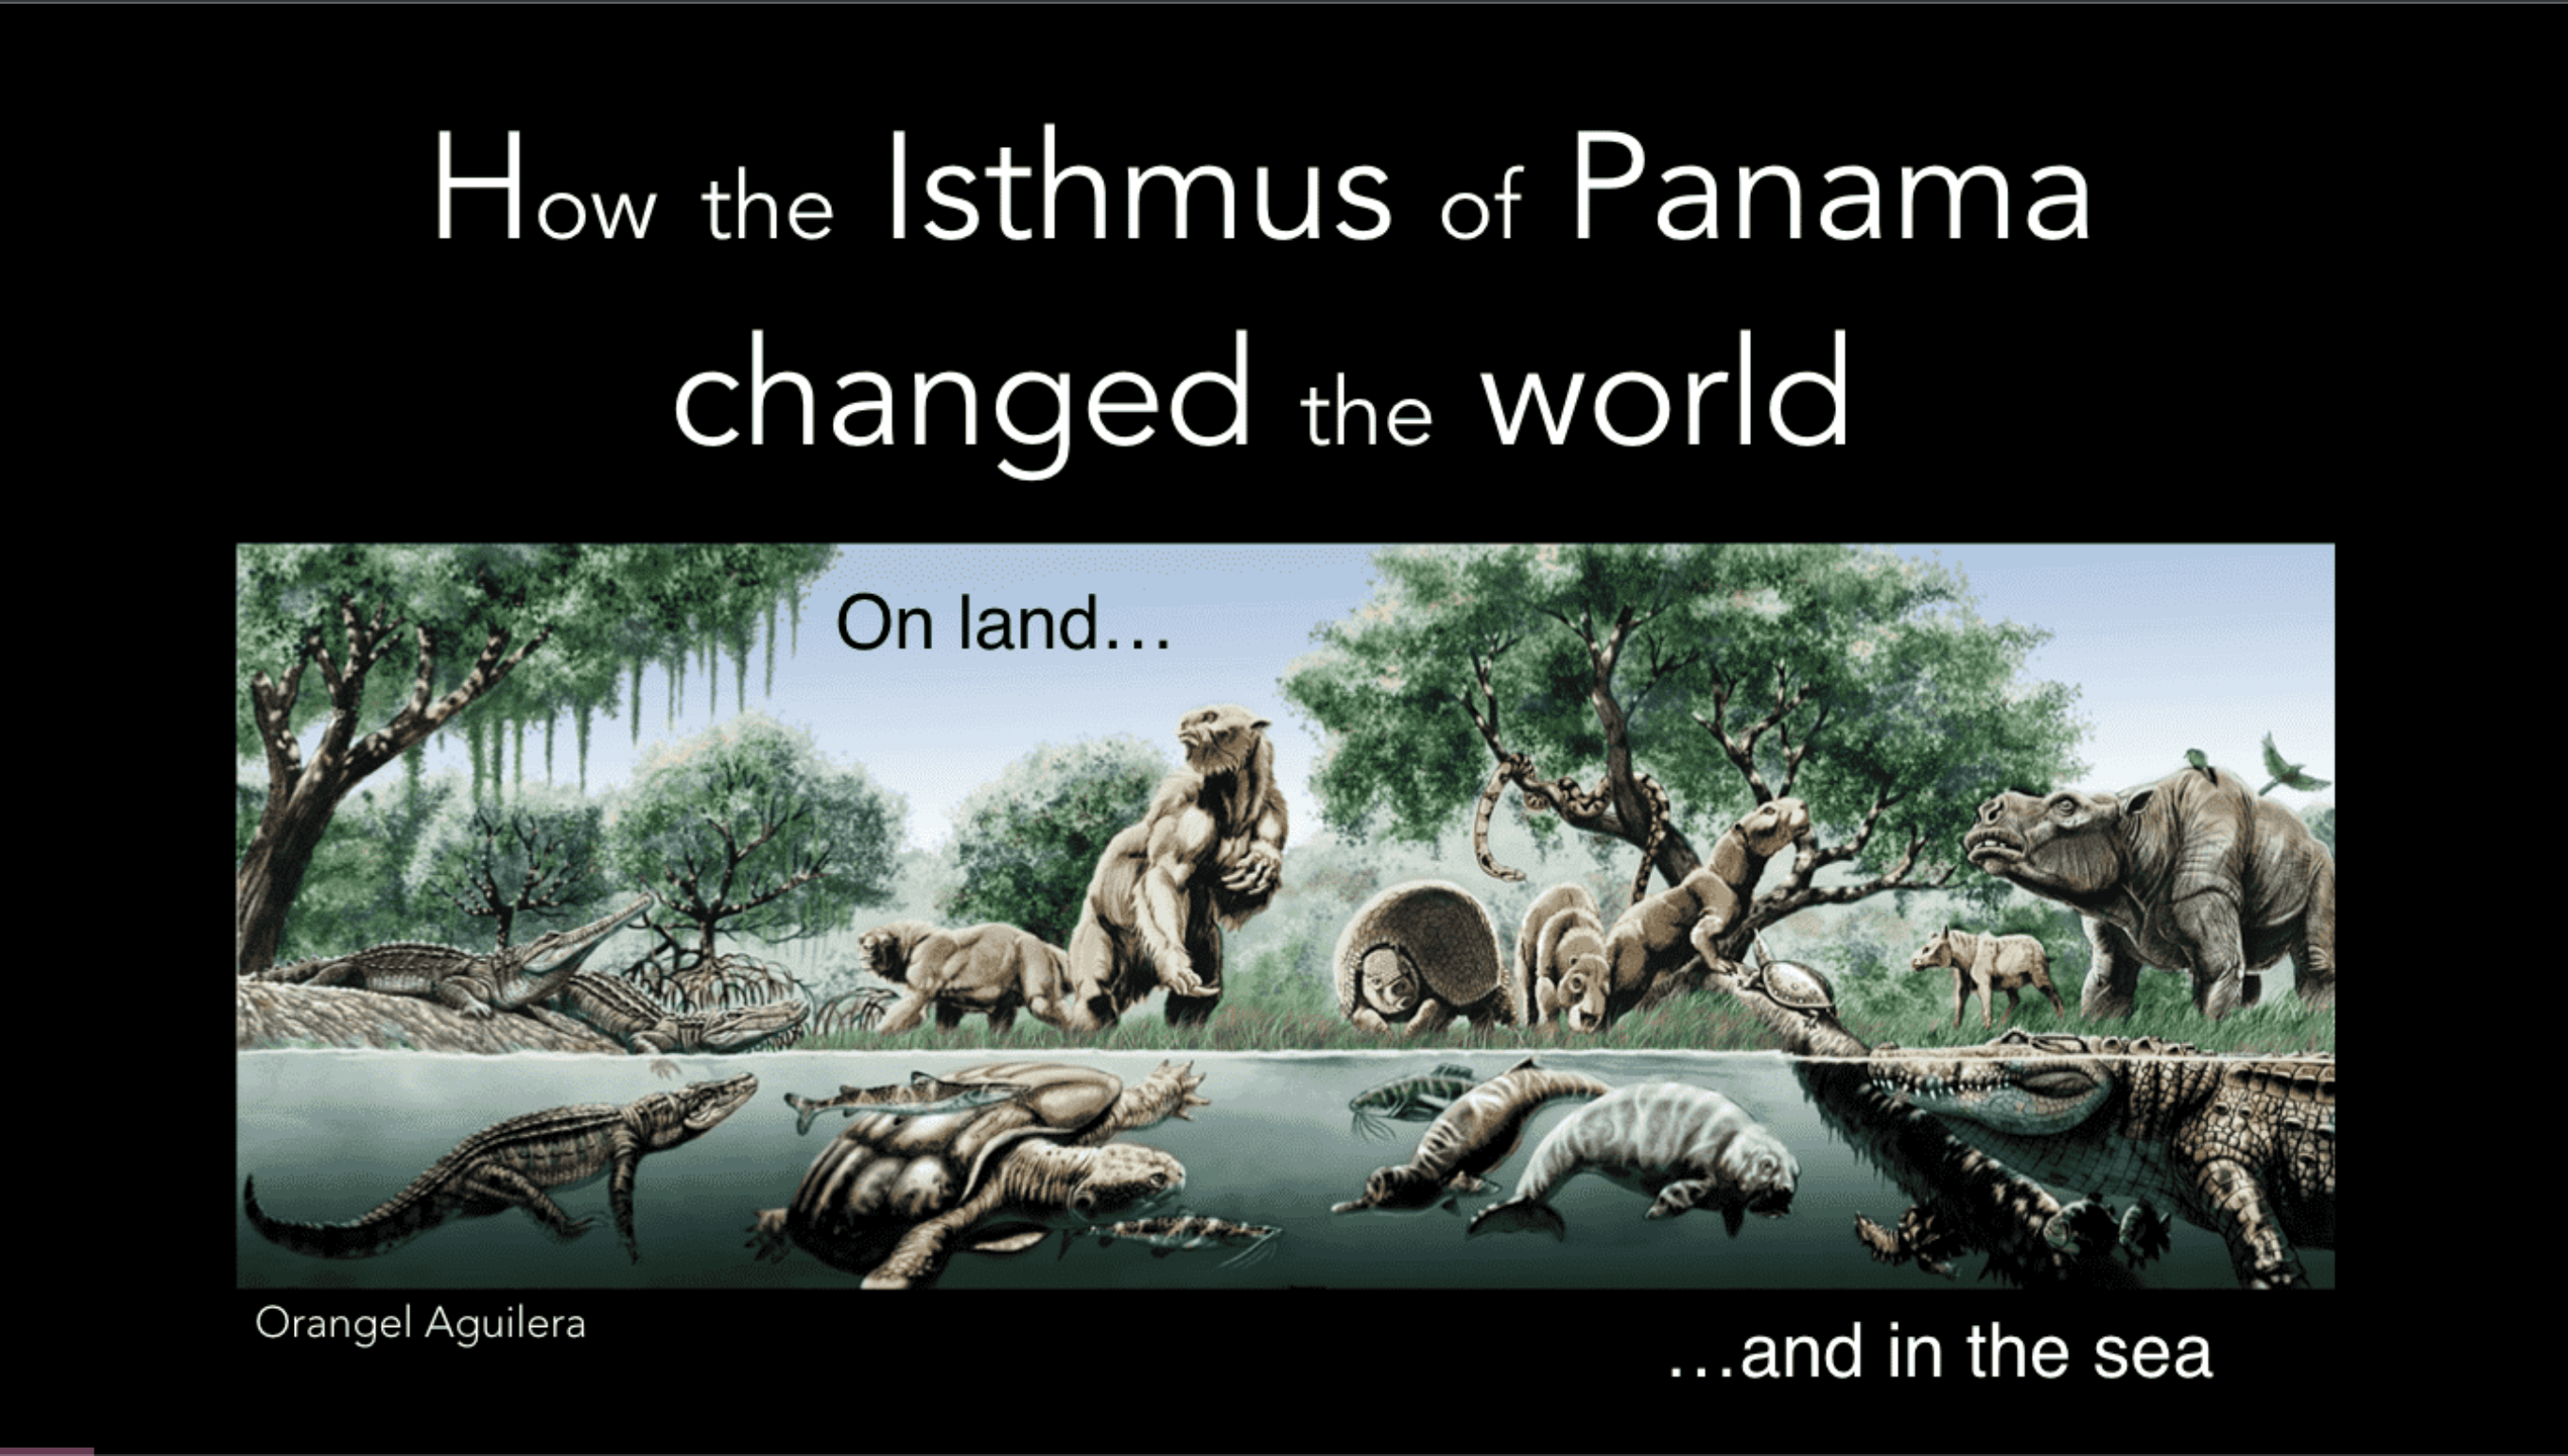 How the Isthmus of Panama
changed the world
On land...
Orangel Aguilera
...and in the sea